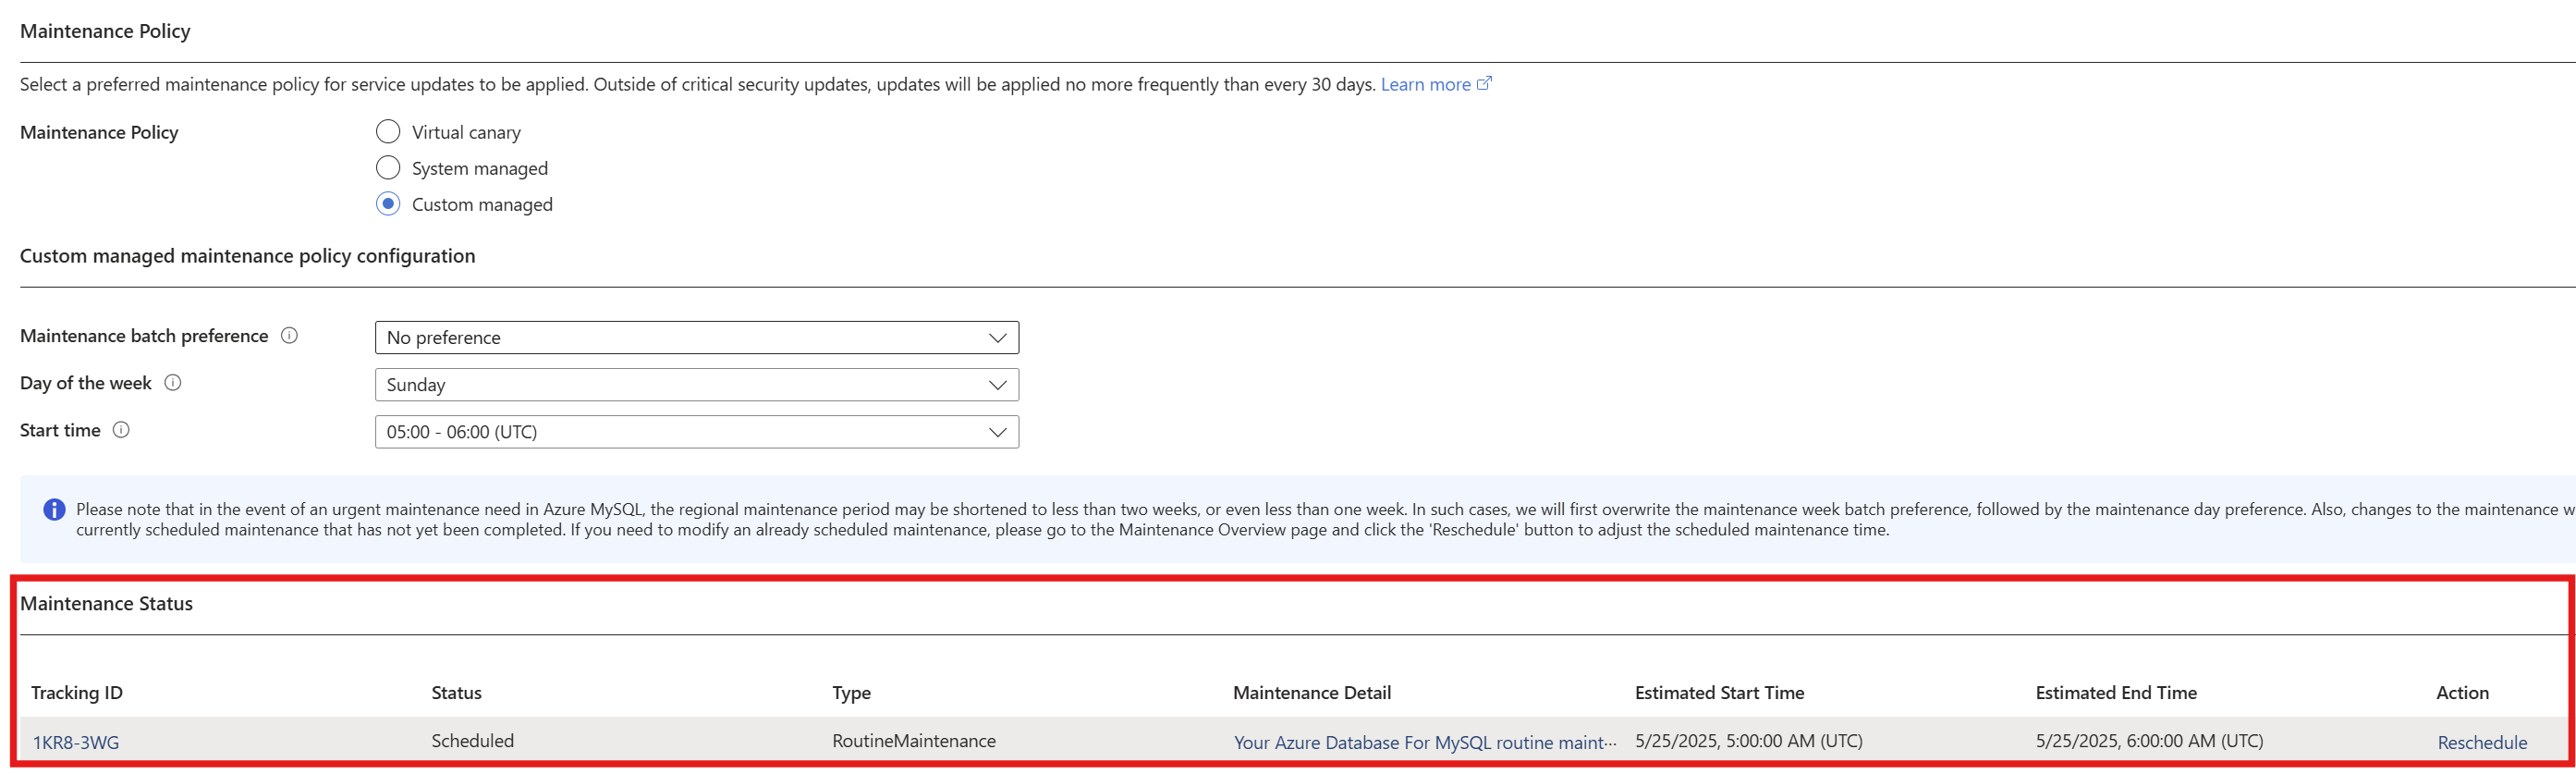 Maintenance Policy
Select a preferred maintenance policy for service updates to be applied. Outside of critical security updates, updates will be applied no more frequently than every 30 days. Learn more
Maintenance Policy
Virtual canary
System managed
Custom managed
Custom managed maintenance policy configuration
Maintenance batch preference
No preference
Day of the week
Sunday
Start time
05:00 - 06:00 (UTC)
Please note that in the event of an urgent maintenance need in Azure MySQL, the regional maintenance period may be shortened to less than two weeks, or even less than one week. In such cases, we will first overwrite the maintenance week batch preference, followed by the maintenance day preference. Also, changes to the maintenance w
currently scheduled maintenance that has not yet been completed. If you need to modify an already scheduled maintenance, please go to the Maintenance Overview page and click the 'Reschedule' button to adjust the scheduled maintenance time.
Maintenance Status
Tracking ID Status Type Maintenance Detail Estimated Start Time Estimated End Time Action
1KR8-3WG Scheduled RoutineMaintenance Your Azure Database For MySQL routine maint... 5/25/2025, 5:00:00 AM (UTC) 5/25/2025, 6:00:00 AM (UTC) Reschedule